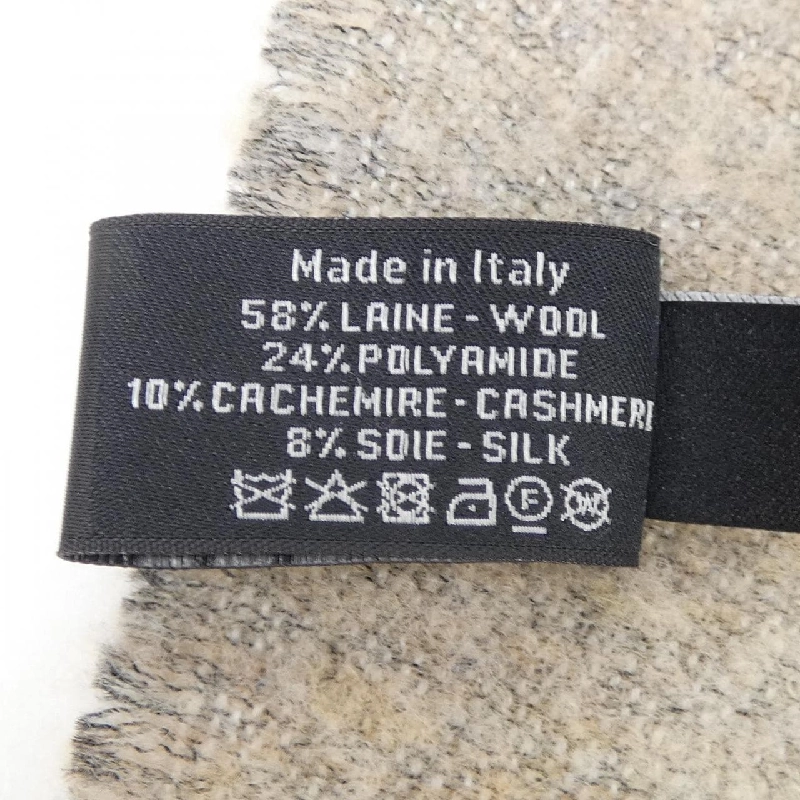 Made in Italy
58% LAINE - WOOL
24% POLYAMIDE
10% CACHEMIRE - CASHMERE
8% SOIE - SILK
F W